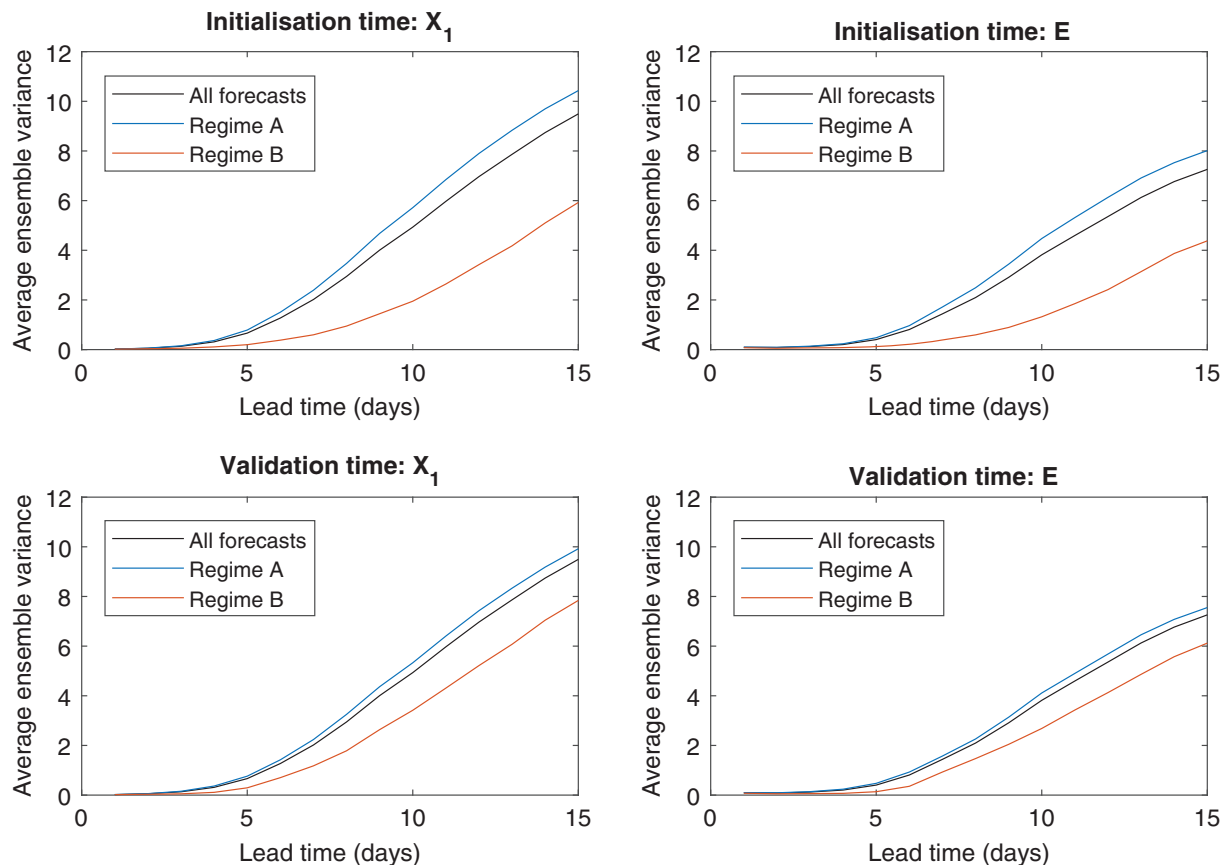 Initialisation time: X1
Average ensemble variance
12
10
8
6
4
2
0
All forecasts
Regime A
Regime B
0
5
10
15
Lead time (days)
Initialisation time: E
Average ensemble variance
12
10
8
6
4
2
0
All forecasts
Regime A
Regime B
0
5
10
15
Lead time (days)
Validation time: X1
Average ensemble variance
12
10
8
6
4
2
0
All forecasts
Regime A
Regime B
0
5
10
15
Lead time (days)
Validation time: E
Average ensemble variance
12
10
8
6
4
2
0
All forecasts
Regime A
Regime B
0
5
10
15
Lead time (days)